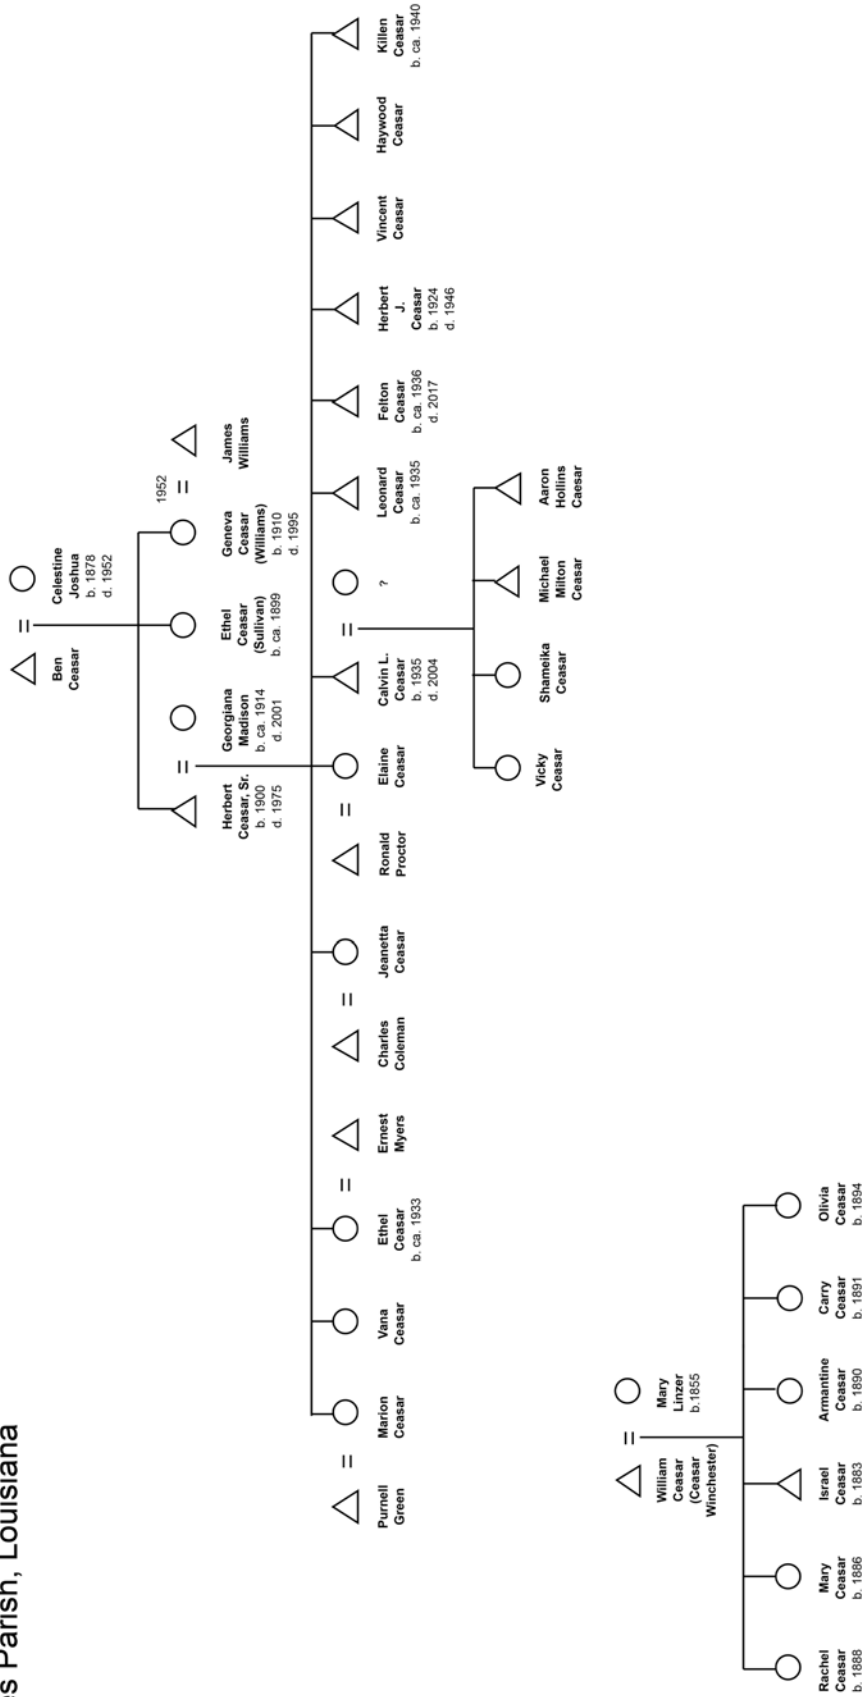 es Parish, Louisiana
Ben
Ceasar
Celestine
Joshua
b. 1878
d. 1952
Herbert
Ceasar, Sr.
b. 1900
d. 1975
Georgiana
Madison
b. ca. 1914
d. 2001
Ethel
Ceasar
(Sullivan)
b. ca. 1899
Geneva
Ceasar
(Williams)
b. 1910
d. 1995
1952
James
Williams
Purnell
Green
Marion
Ceasar
Vana
Ceasar
Ethel
Ceasar
b. ca. 1933
Ernest
Myers
Charles
Coleman
Jeanetta
Ceasar
Ronald
Proctor
Elaine
Ceasar
Calvin L.
Ceasar
b. 1935
d. 2004
?
Leonard
Ceasar
b. ca. 1935
Felton
Ceasar
b. ca. 1936
d. 2017
Herbert
J.
Ceasar
b. 1924
d. 1946
Vincent
Ceasar
Haywood
Ceasar
Killen
Ceasar
b. ca. 1940
Vicky
Ceasar
Shameika
Ceasar
Michael
Milton
Ceasar
Aaron
Hollins
Caesar
William
Ceasar
(Ceasar
Winchester)
Mary
Linzer
b.1855
Rachel
Ceasar
b. 1888
Mary
Ceasar
b. 1886
Israel
Ceasar
b. 1883
Armantine
Ceasar
b. 1890
Carry
Ceasar
b. 1891
Olivia
Ceasar
b. 1894